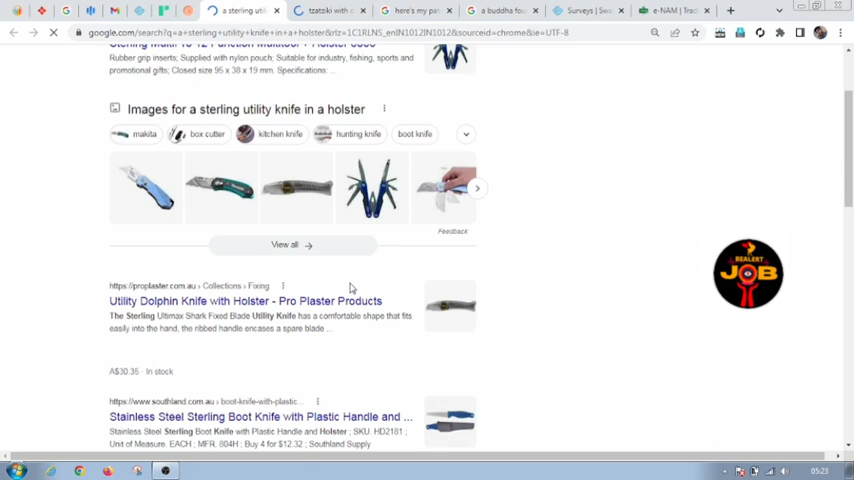 a sterling utili
tzatziki with c
here's my pat
a buddha fou
Surveys | Swa
e-NAM | Trad
google.com/search?q=a+sterling+utility+knife+in+a+holster&rlz=1C1RLNS_enIN1012IN1012&sourceid=chrome&ie=UTF-8
Rubber grip inserts; Supplied with nylon pouch; Suitable for industry, fishing, sports and
promotional gifts; Closed size 95 x 38 x 19 mm. Specifications: ...
Images for a sterling utility knife in a holster
makita
box cutter
kitchen knife
hunting knife
boot knife
Feedback
View all
https://proplaster.com.au › Collections › Fixing
Utility Dolphin Knife with Holster - Pro Plaster Products
The Sterling Ultimax Shark Fixed Blade Utility Knife has a comfortable shape that fits
easily into the hand, the ribbed handle encases a spare blade ...
A$30.35 · In stock
https://www.southland.com.au › boot-knife-with-plastic...
Stainless Steel Sterling Boot Knife with Plastic Handle and ...
Stainless Steel Sterling Boot Knife with Plastic Handle and Holster ; SKU. HD2181 ;
Unit of Measure. EACH ; MFR. 804H ; Buy 4 for $12.32 ; Southland Supply
BEALERT
JOB
05:23